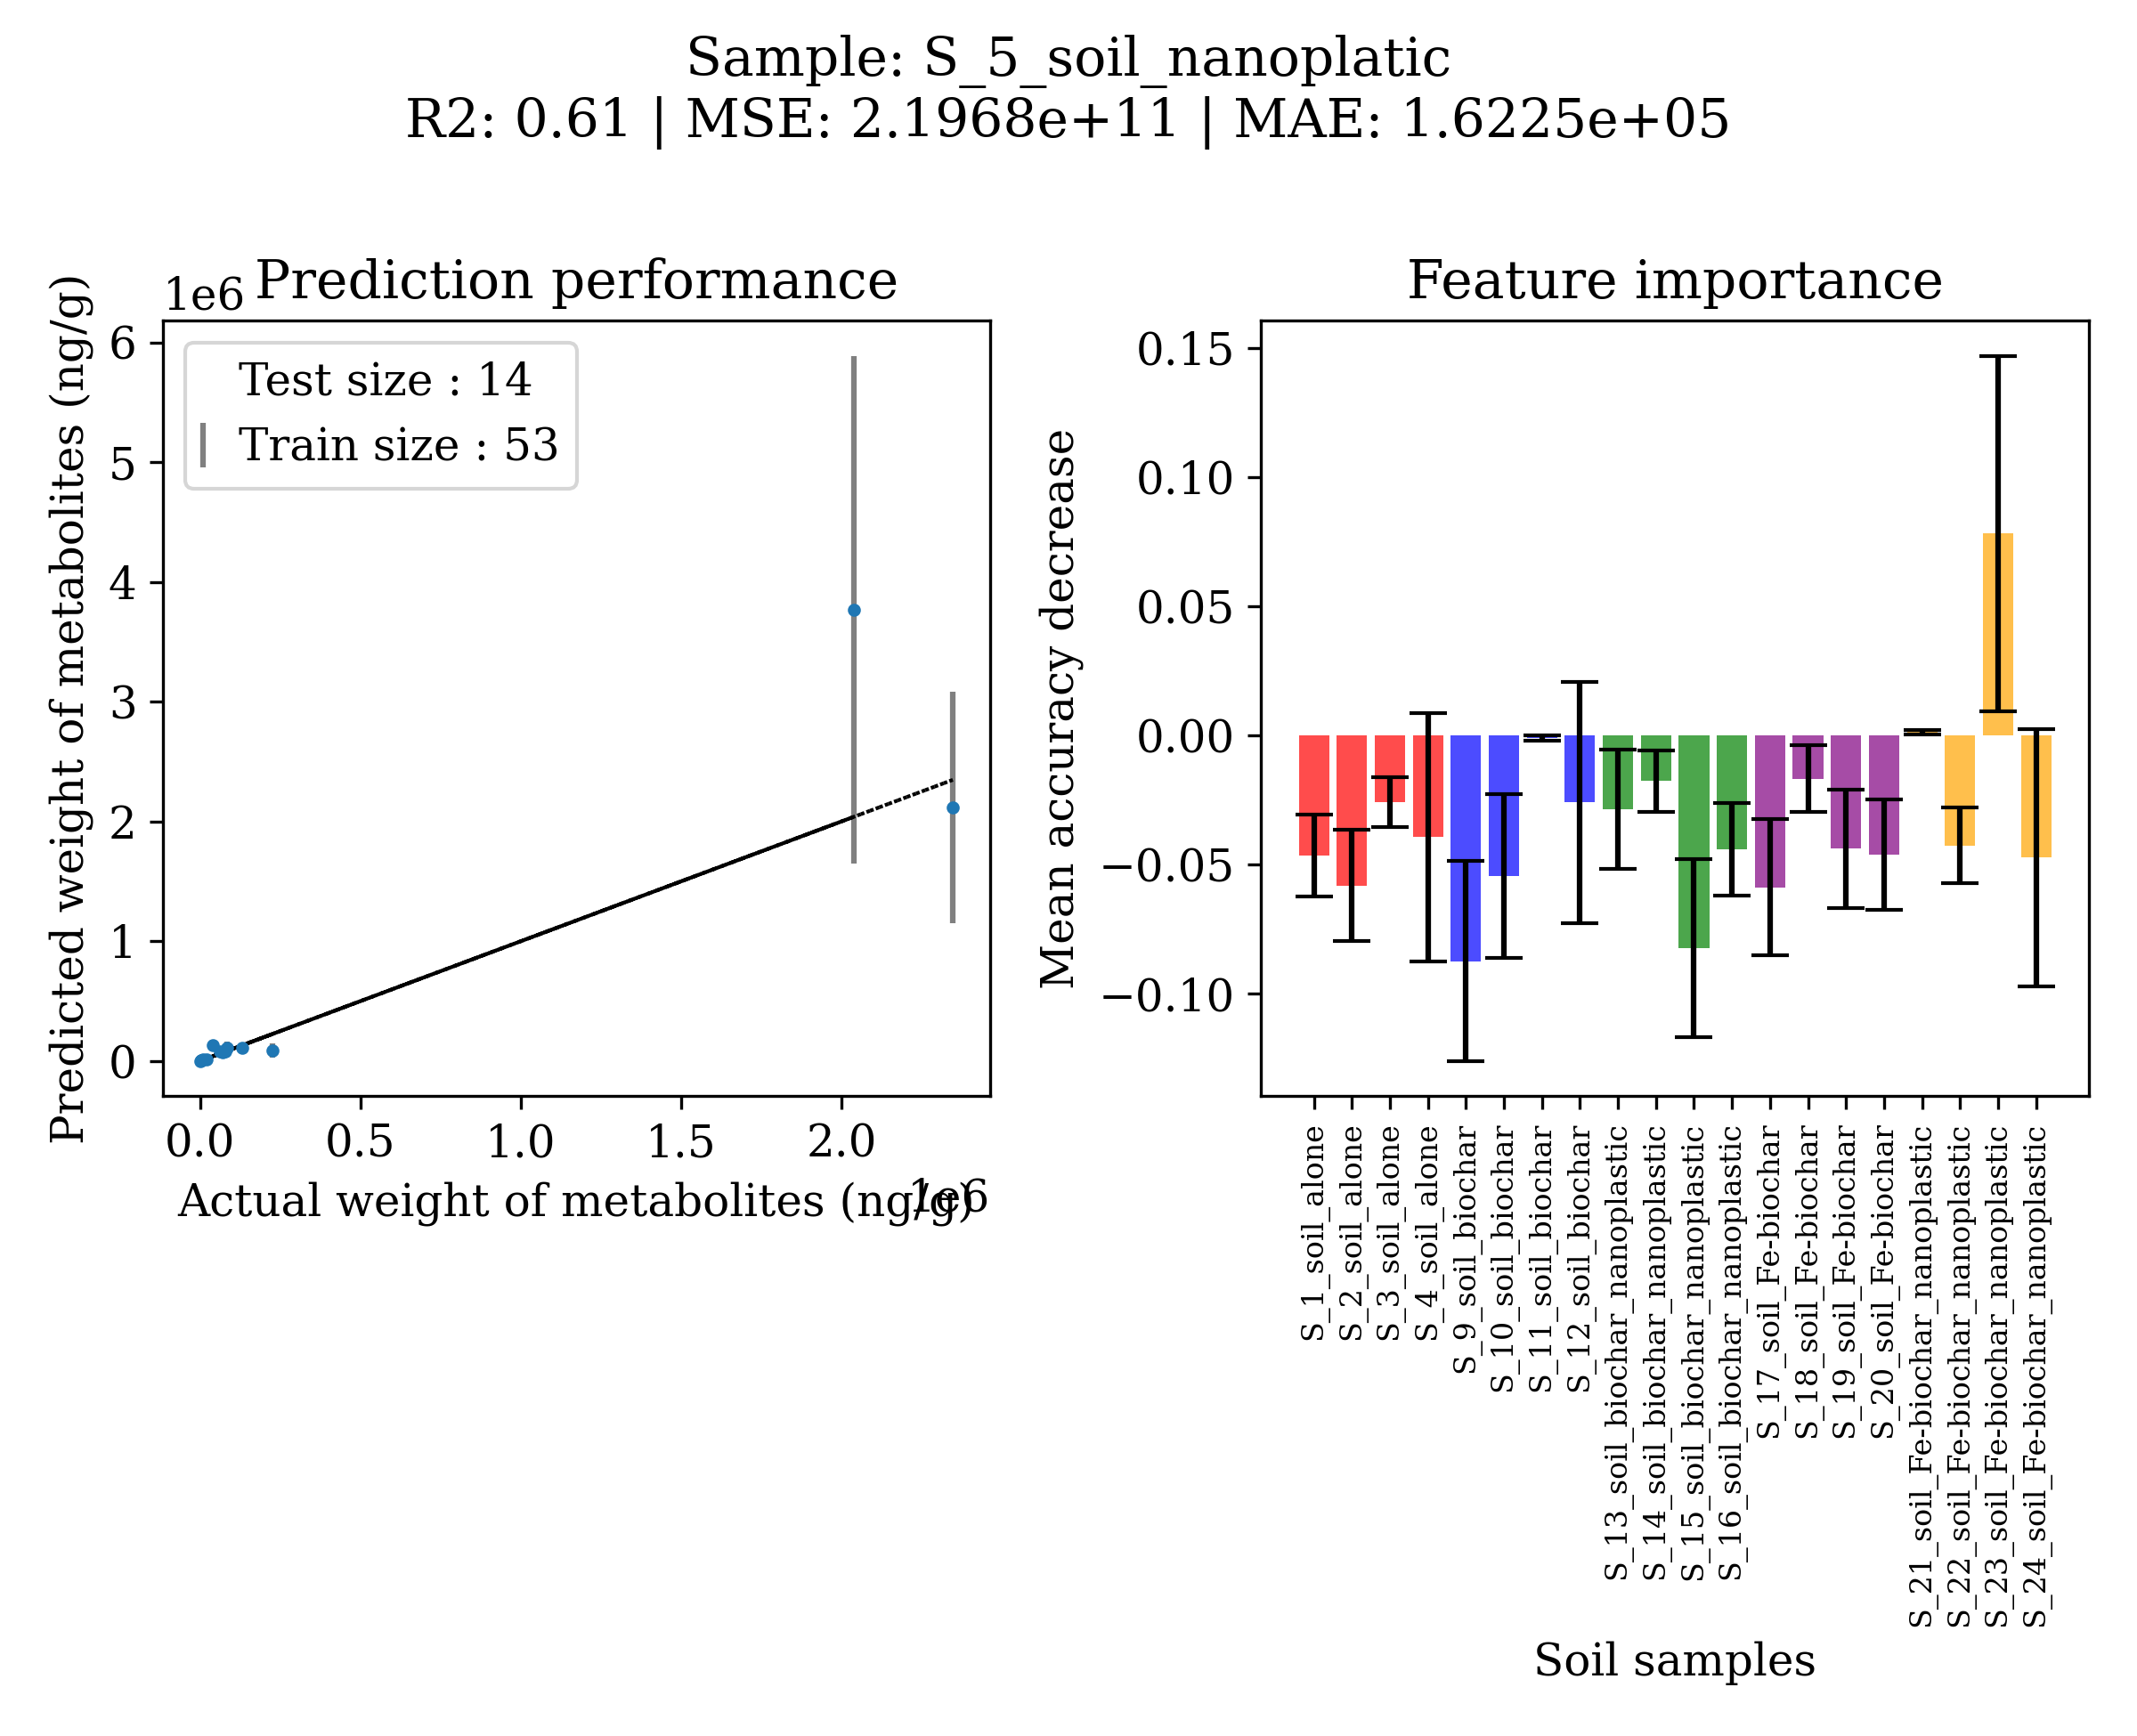 Sample: S_5_soil_nanoplatic
R2: 0.61 | MSE: 2.1968e+11 | MAE: 1.6225e+05
Prediction performance
1e6
6
5
4
3
2
1
0
Predicted weight of metabolites (ng/g)
Test size : 14
Train size : 53
0.0
0.5
1.0
1.5
2.0
Actual weight of metabolites (ng/g)
1e6
Feature importance
0.15
0.10
0.05
0.00
−0.05
−0.10
Mean accuracy decrease
S_1_soil_alone
S_2_soil_alone
S_3_soil_alone
S_4_soil_alone
S_9_soil_biochar
S_10_soil_biochar
S_11_soil_biochar
S_12_soil_biochar
S_13_soil_biochar_nanoplastic
S_14_soil_biochar_nanoplastic
S_15_soil_biochar_nanoplastic
S_16_soil_biochar_nanoplastic
S_17_soil_Fe-biochar
S_18_soil_Fe-biochar
S_19_soil_Fe-biochar
S_20_soil_Fe-biochar
S_21_soil_Fe-biochar_nanoplastic
S_22_soil_Fe-biochar_nanoplastic
S_23_soil_Fe-biochar_nanoplastic
S_24_soil_Fe-biochar_nanoplastic
Soil samples